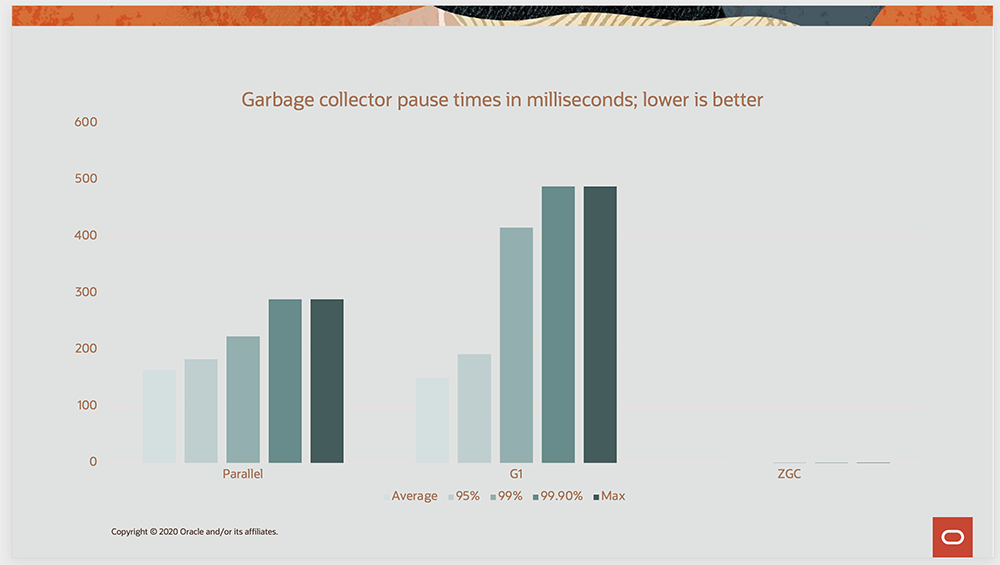 Garbage collector pause times in milliseconds; lower is better
600
500
400
300
200
100
0
Parallel G1 ZGC
Average 95% 99% 99.90% Max
Copyright © 2020 Oracle and/or its affiliates.